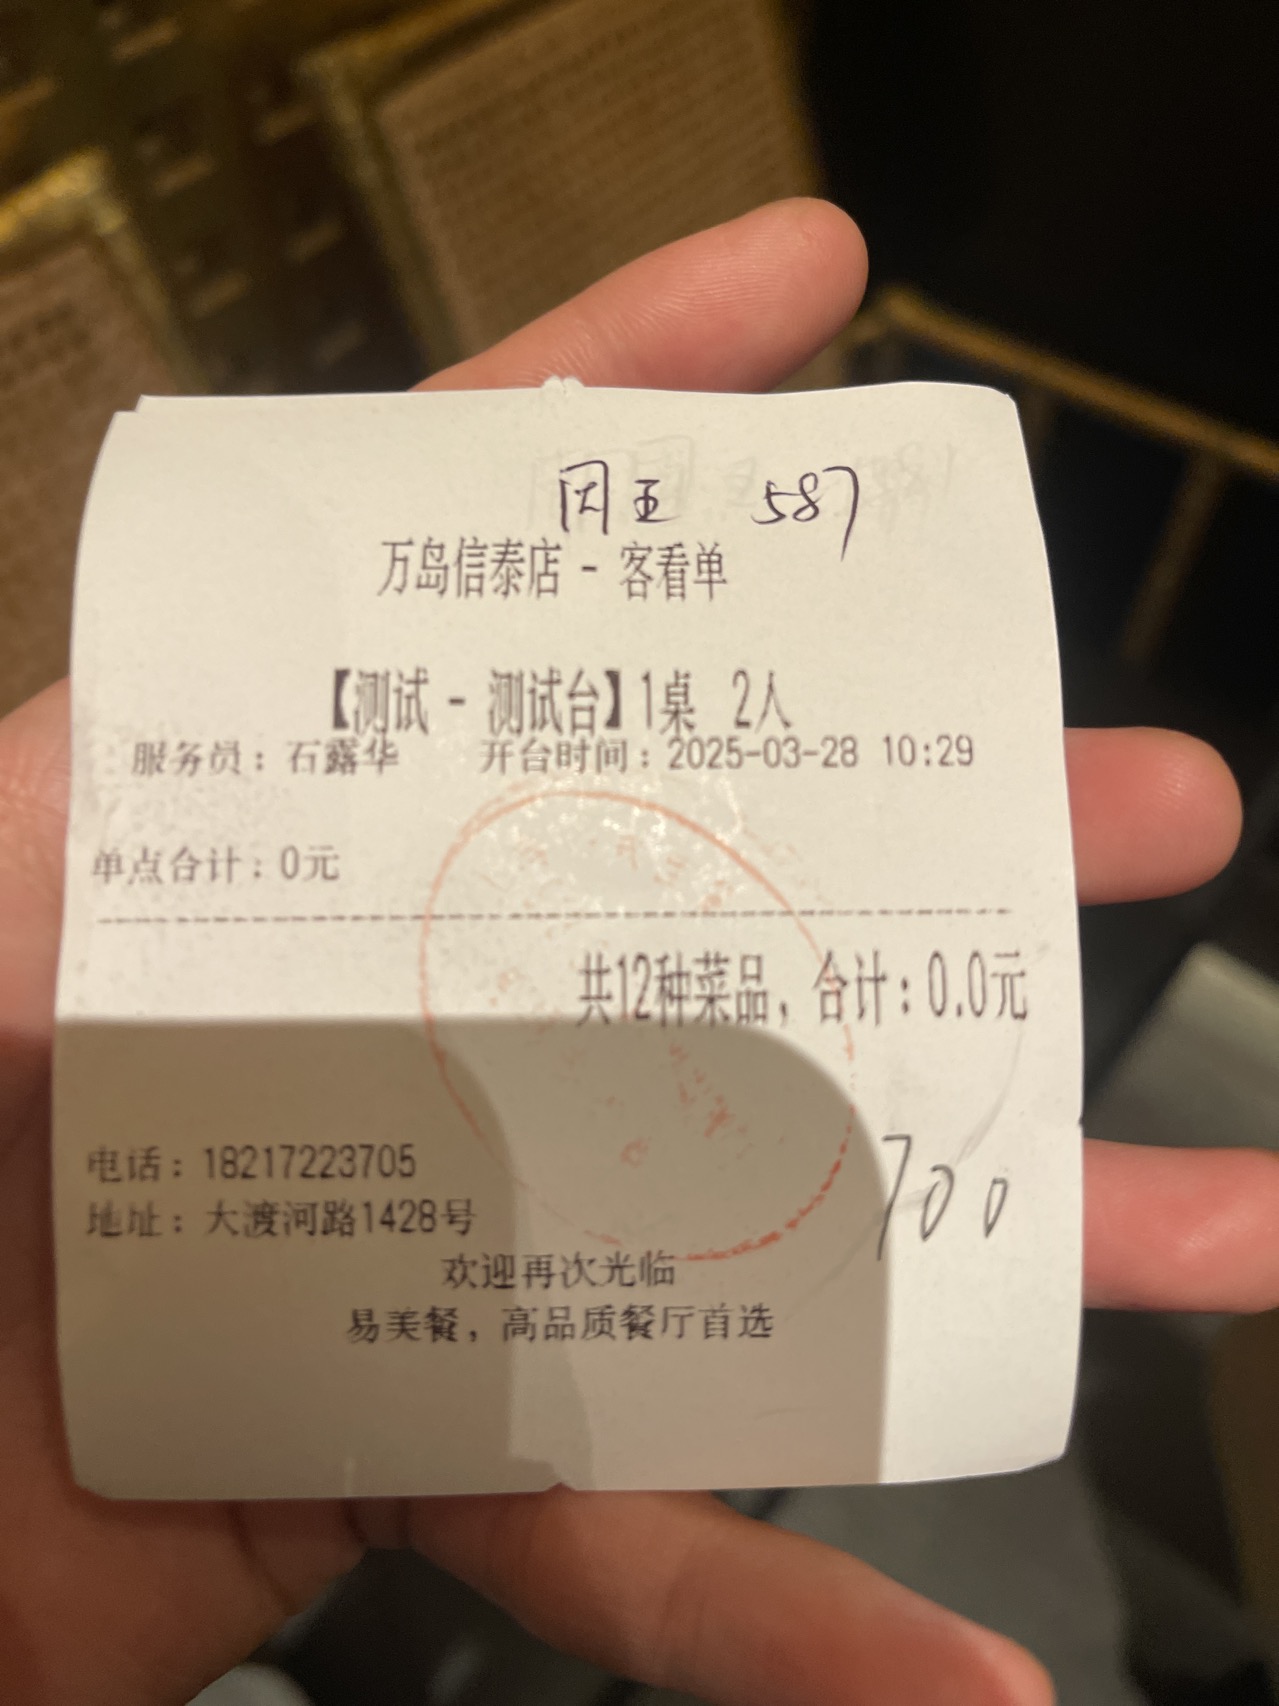 因王 587
万岛信泰店 - 客看单
【测试 - 测试台】1桌 2人
服务员：石露华 开台时间：2025-03-28 10:29
单点合计：0元
共12种菜品，合计：0.0元
电话：18217223705
地址：大渡河路1428号
700
欢迎再次光临
易美餐，高品质餐厅首选